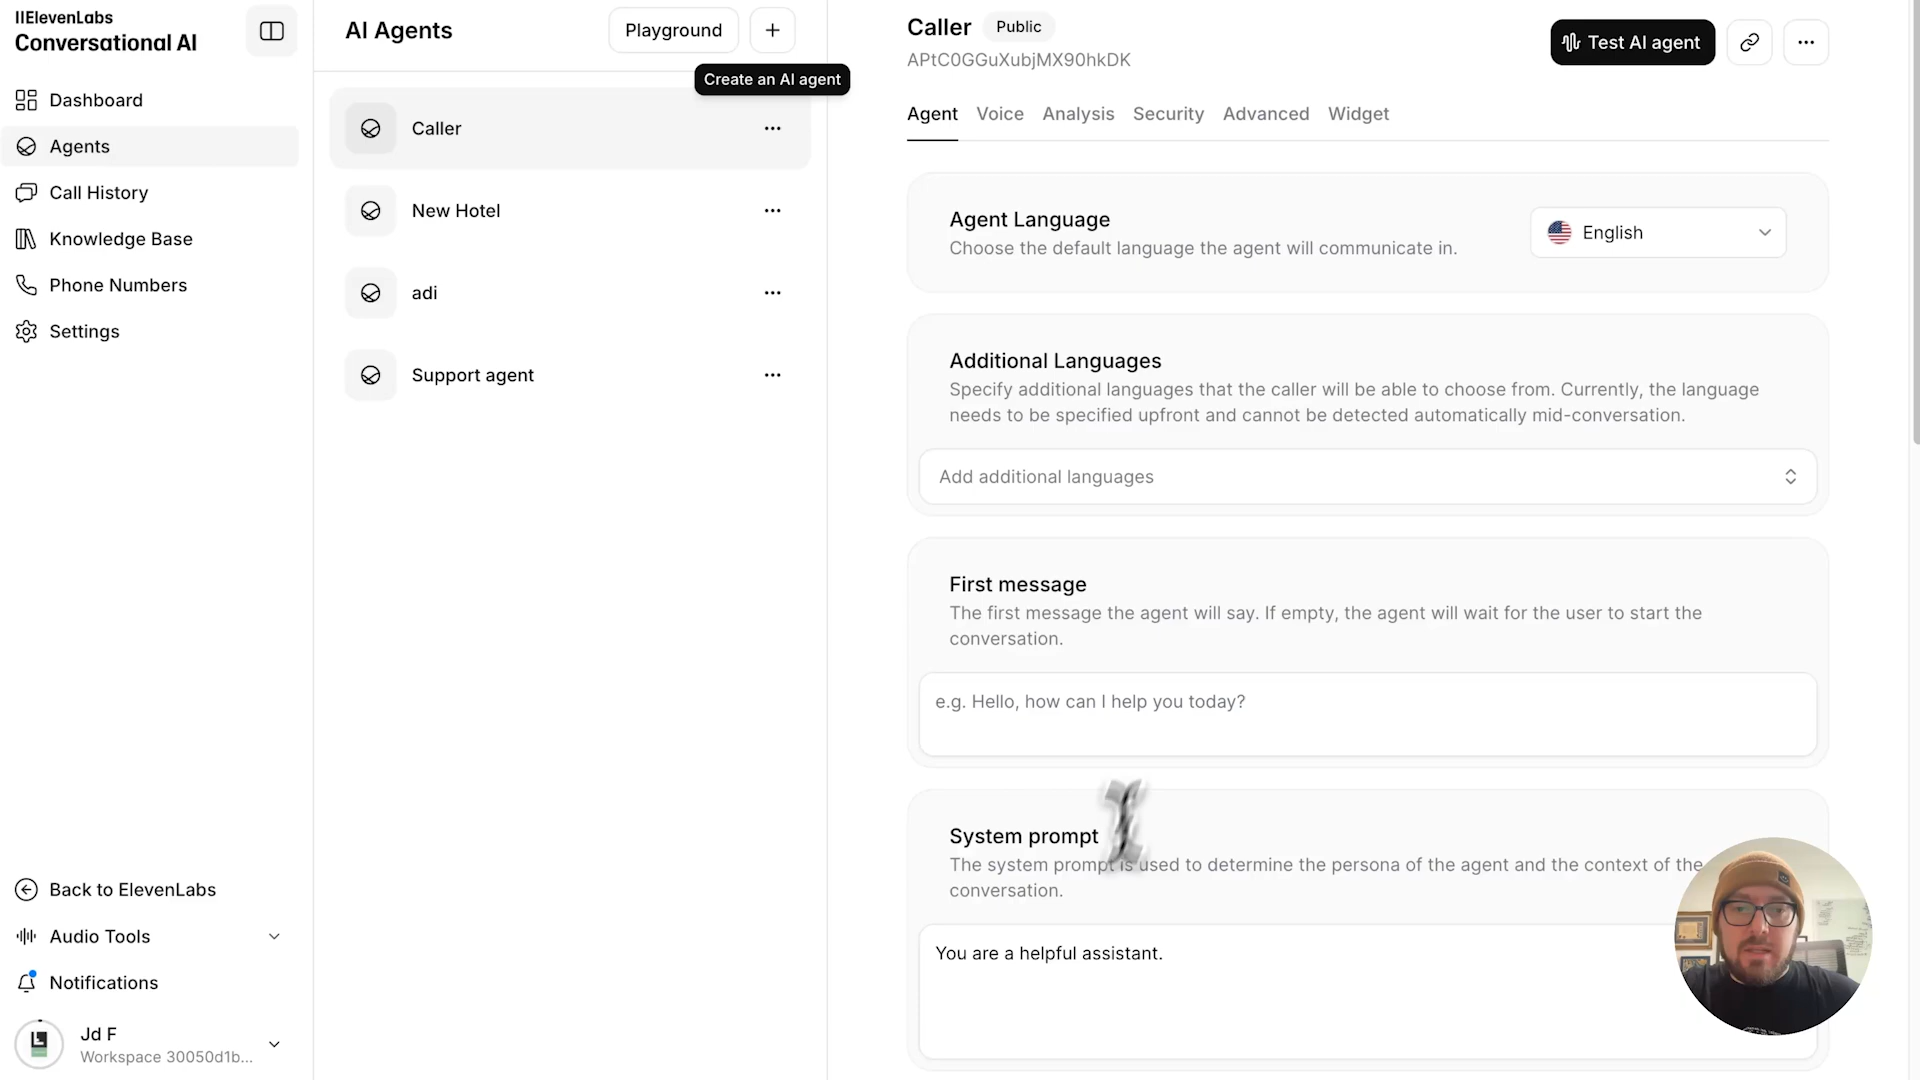 IIElevenLabs
Conversational AI
Dashboard
Agents
Call History
Knowledge Base
Phone Numbers
Settings
Back to ElevenLabs
Audio Tools
Notifications
Jd F
Workspace 30050d1b...
AI Agents
Playground
+
Create an AI agent
Caller
New Hotel
adi
Support agent
Caller
Public
APtC0GGuXubjMX90hkDK
Test AI agent
Agent
Voice
Analysis
Security
Advanced
Widget
Agent Language
Choose the default language the agent will communicate in.
English
Additional Languages
Specify additional languages that the caller will be able to choose from. Currently, the language
needs to be specified upfront and cannot be detected automatically mid-conversation.
Add additional languages
First message
The first message the agent will say. If empty, the agent will wait for the user to start the
conversation.
e.g. Hello, how can I help you today?
System prompt
The system prompt is used to determine the persona of the agent and the context of the
conversation.
You are a helpful assistant.